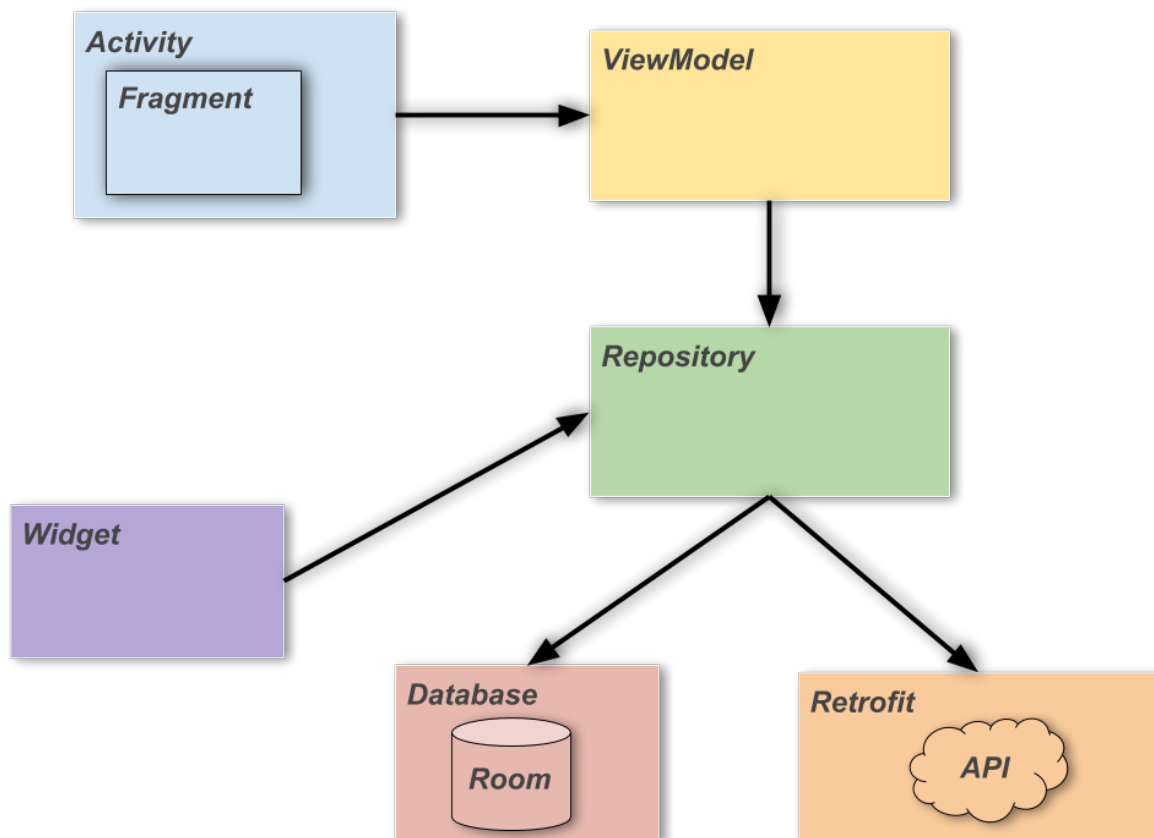 Activity
Fragment
ViewModel
Repository
Widget
Database
Room
Retrofit
API